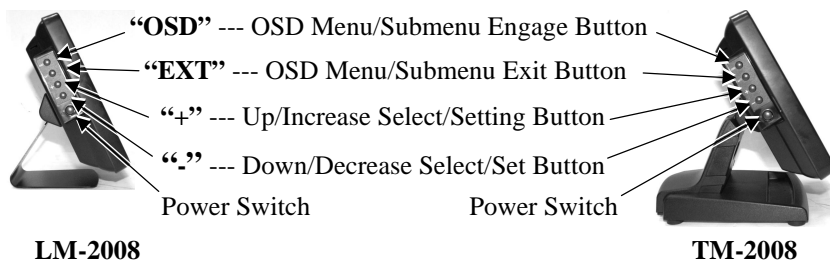 “OSD” --- OSD Menu/Submenu Engage Button
“EXT” --- OSD Menu/Submenu Exit Button
“+” --- Up/Increase Select/Setting Button
“-” --- Down/Decrease Select/Set Button
Power Switch Power Switch
LM-2008 TM-2008